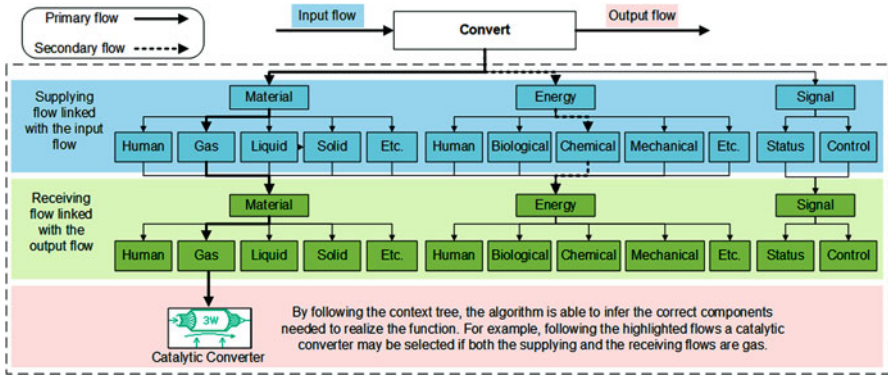 Primary flow
Secondary flow
Input flow
Convert
Output flow
Supplying
flow linked
with the input
flow
Material
Energy
Signal
Human
Gas
Liquid
Solid
Etc.
Human
Biological
Chemical
Mechanical
Etc.
Status
Control
Receiving
flow linked
with the
output flow
Material
Energy
Signal
Human
Gas
Liquid
Solid
Etc.
Human
Biological
Chemical
Mechanical
Etc.
Status
Control
3W
Catalytic Converter
By following the context tree, the algorithm is able to infer the correct components
needed to realize the function. For example, following the highlighted flows a catalytic
converter may be selected if both the supplying and the receiving flows are gas.